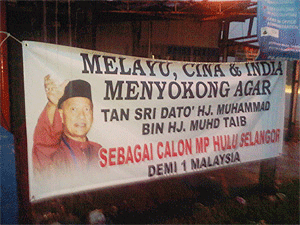 MELAYU, CINA & INDIA
MENYOKONG AGAR
TAN SRI DATO' HJ. MUHAMMAD
BIN HJ. MUHD TAIB
SEBAGAI CALON MP HULU SELANGOR
DEMI 1 MALAYSIA